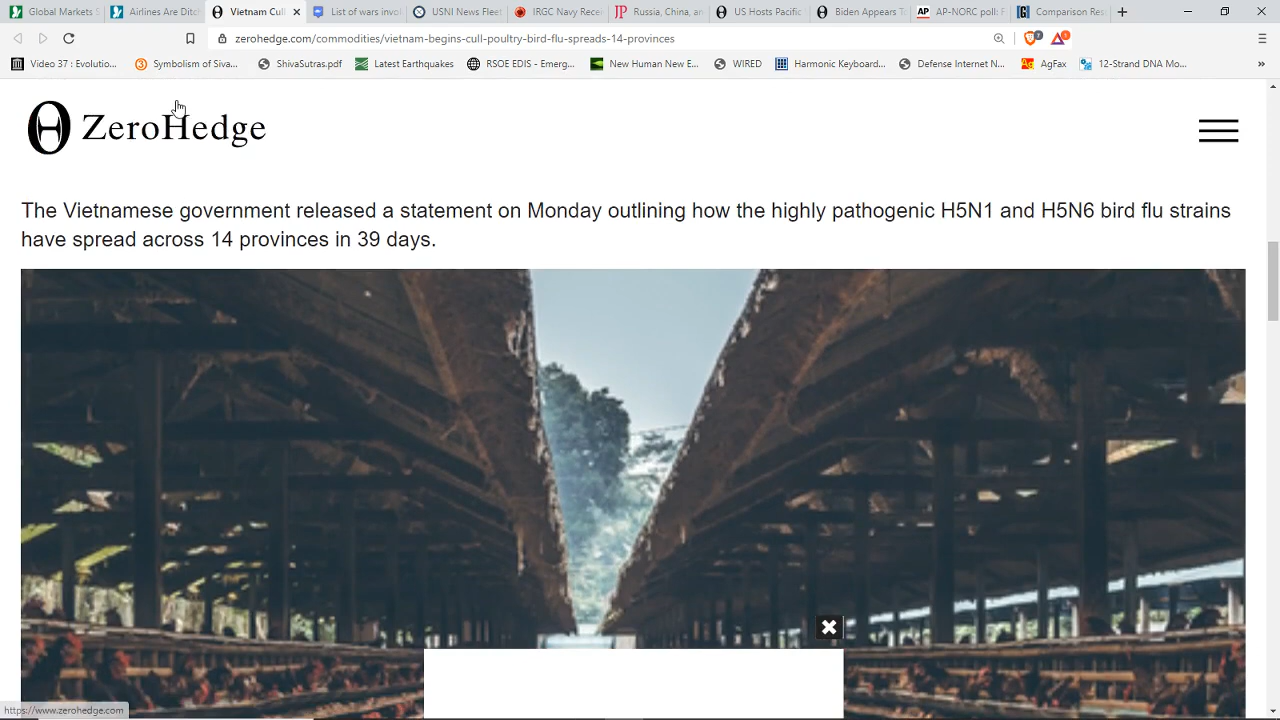 Global Markets S
Airlines Are Ditc
Vietnam Cull
List of wars invol
USNI News Fleet
IRGC Navy Rece
Russia, China, an
US Hosts Pacific
Biden Appears To
AP-NORC poll: F
Comparison Res
zerohedge.com/commodities/vietnam-begins-cull-poultry-bird-flu-spreads-14-provinces
Video 37 : Evolutio...
Symbolism of Siva...
ShivaSutras.pdf
Latest Earthquakes
RSOE EDIS - Emerg...
New Human New E...
WIRED
Harmonic Keyboard...
Defense Internet N...
AgFax
12-Strand DNA Mo...
ZeroHedge
The Vietnamese government released a statement on Monday outlining how the highly pathogenic H5N1 and H5N6 bird flu strains
have spread across 14 provinces in 39 days.
https://www.zerohedge.com